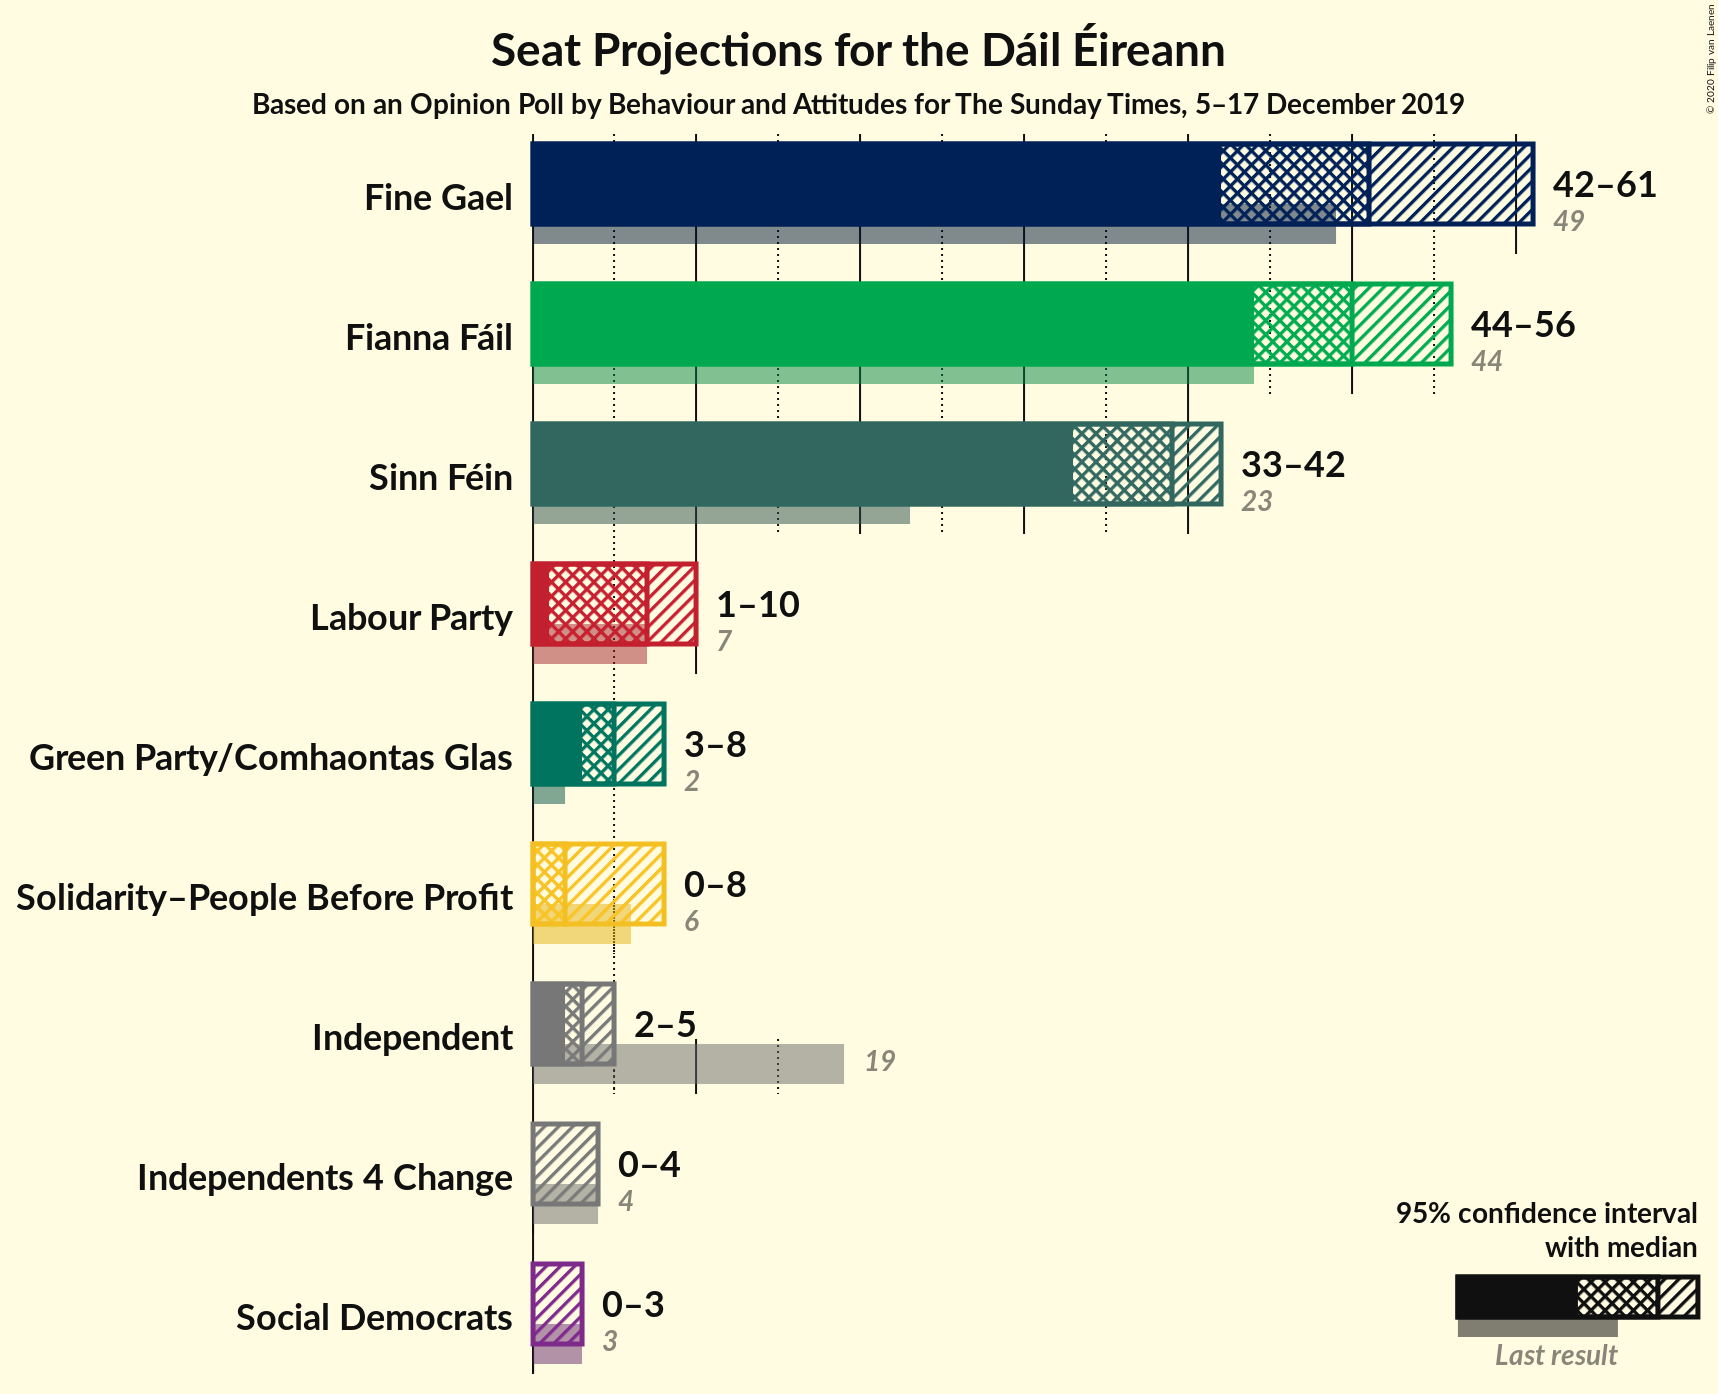 Seat Projections for the Dáil Éireann
Based on an Opinion Poll by Behaviour and Attitudes for The Sunday Times, 5–17 December 2019
© 2020 Filip van Laenen
Fine Gael
42–61
49
Fianna Fáil
44–56
44
Sinn Féin
33–42
23
Labour Party
1–10
7
Green Party/Comhaontas Glas
3–8
2
Solidarity–People Before Profit
0–8
6
Independent
2–5
19
Independents 4 Change
0–4
4
Social Democrats
0–3
3
95% confidence interval
with median
Last result